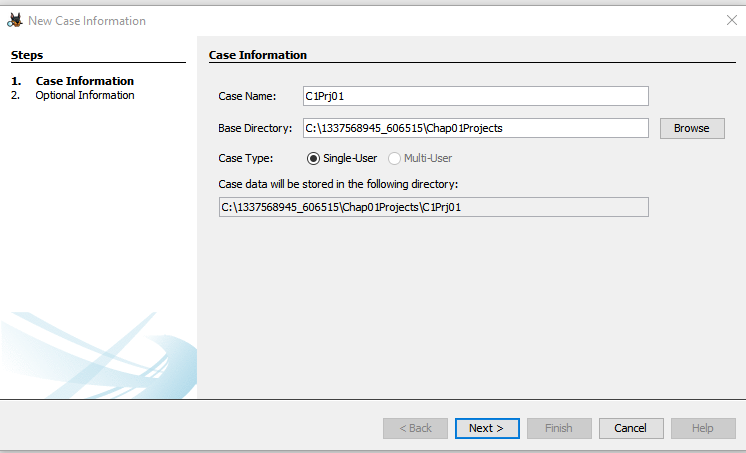 New Case Information
Steps
1. Case Information
2. Optional Information
Case Information
Case Name: C1Prj01
Base Directory: C:\1337568945_606515\Chap01Projects Browse
Case Type: Single-User Multi-User
Case data will be stored in the following directory:
C:\1337568945_606515\Chap01Projects\C1Prj01
< Back Next > Finish Cancel Help